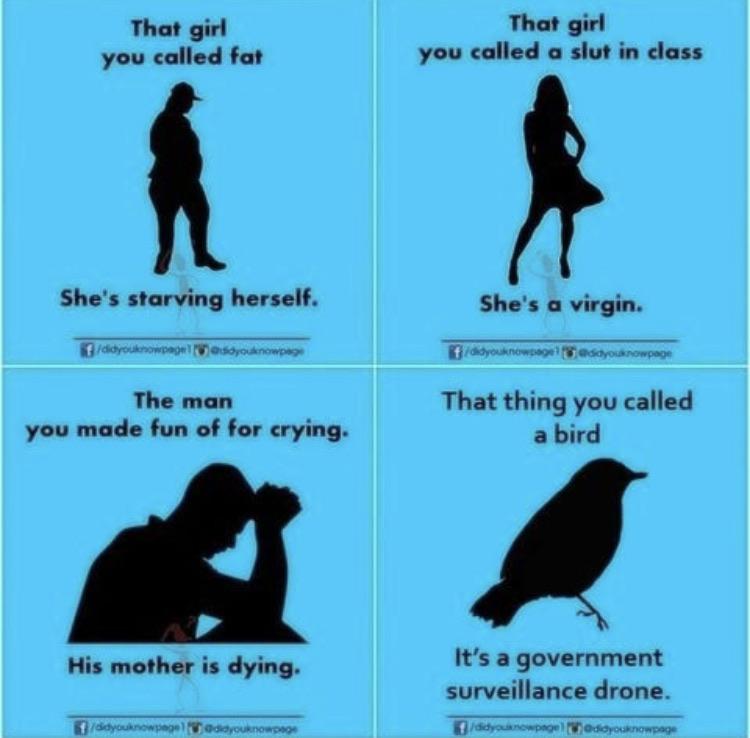 That girl
you called fat
She's starving herself.
f/didyouknowpage1 @didyouknowpage
That girl
you called a slut in class
She's a virgin.
f/didyouknowpage1 @didyouknowpage
The man
you made fun of for crying.
His mother is dying.
f/didyouknowpage1 @didyouknowpage
That thing you called
a bird
It's a government
surveillance drone.
f/didyouknowpage1 @didyouknowpage